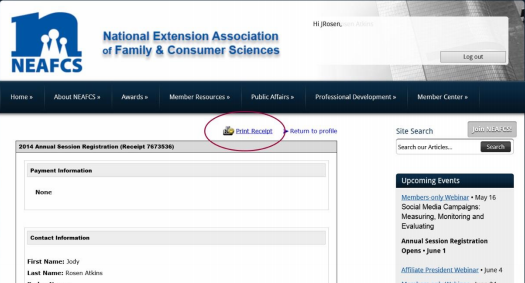 NEAFCS
National Extension Association
of Family & Consumer Sciences
Hi JRosen,
Log out
Home »
About NEAFCS »
Awards »
Member Resources »
Public Affairs »
Professional Development »
Member Center »
Print Receipt
Return to profile
2014 Annual Session Registration (Receipt 7673536)
Payment Information
None
Contact Information
First Name: Jody
Last Name: Rosen Atkins
Site Search
Join NEAFCS!
Search our Articles...
Search
Upcoming Events
Members-only Webinar • May 16
Social Media Campaigns:
Measuring, Monitoring and
Evaluating
Annual Session Registration
Opens • June 1
Affiliate President Webinar • June 4